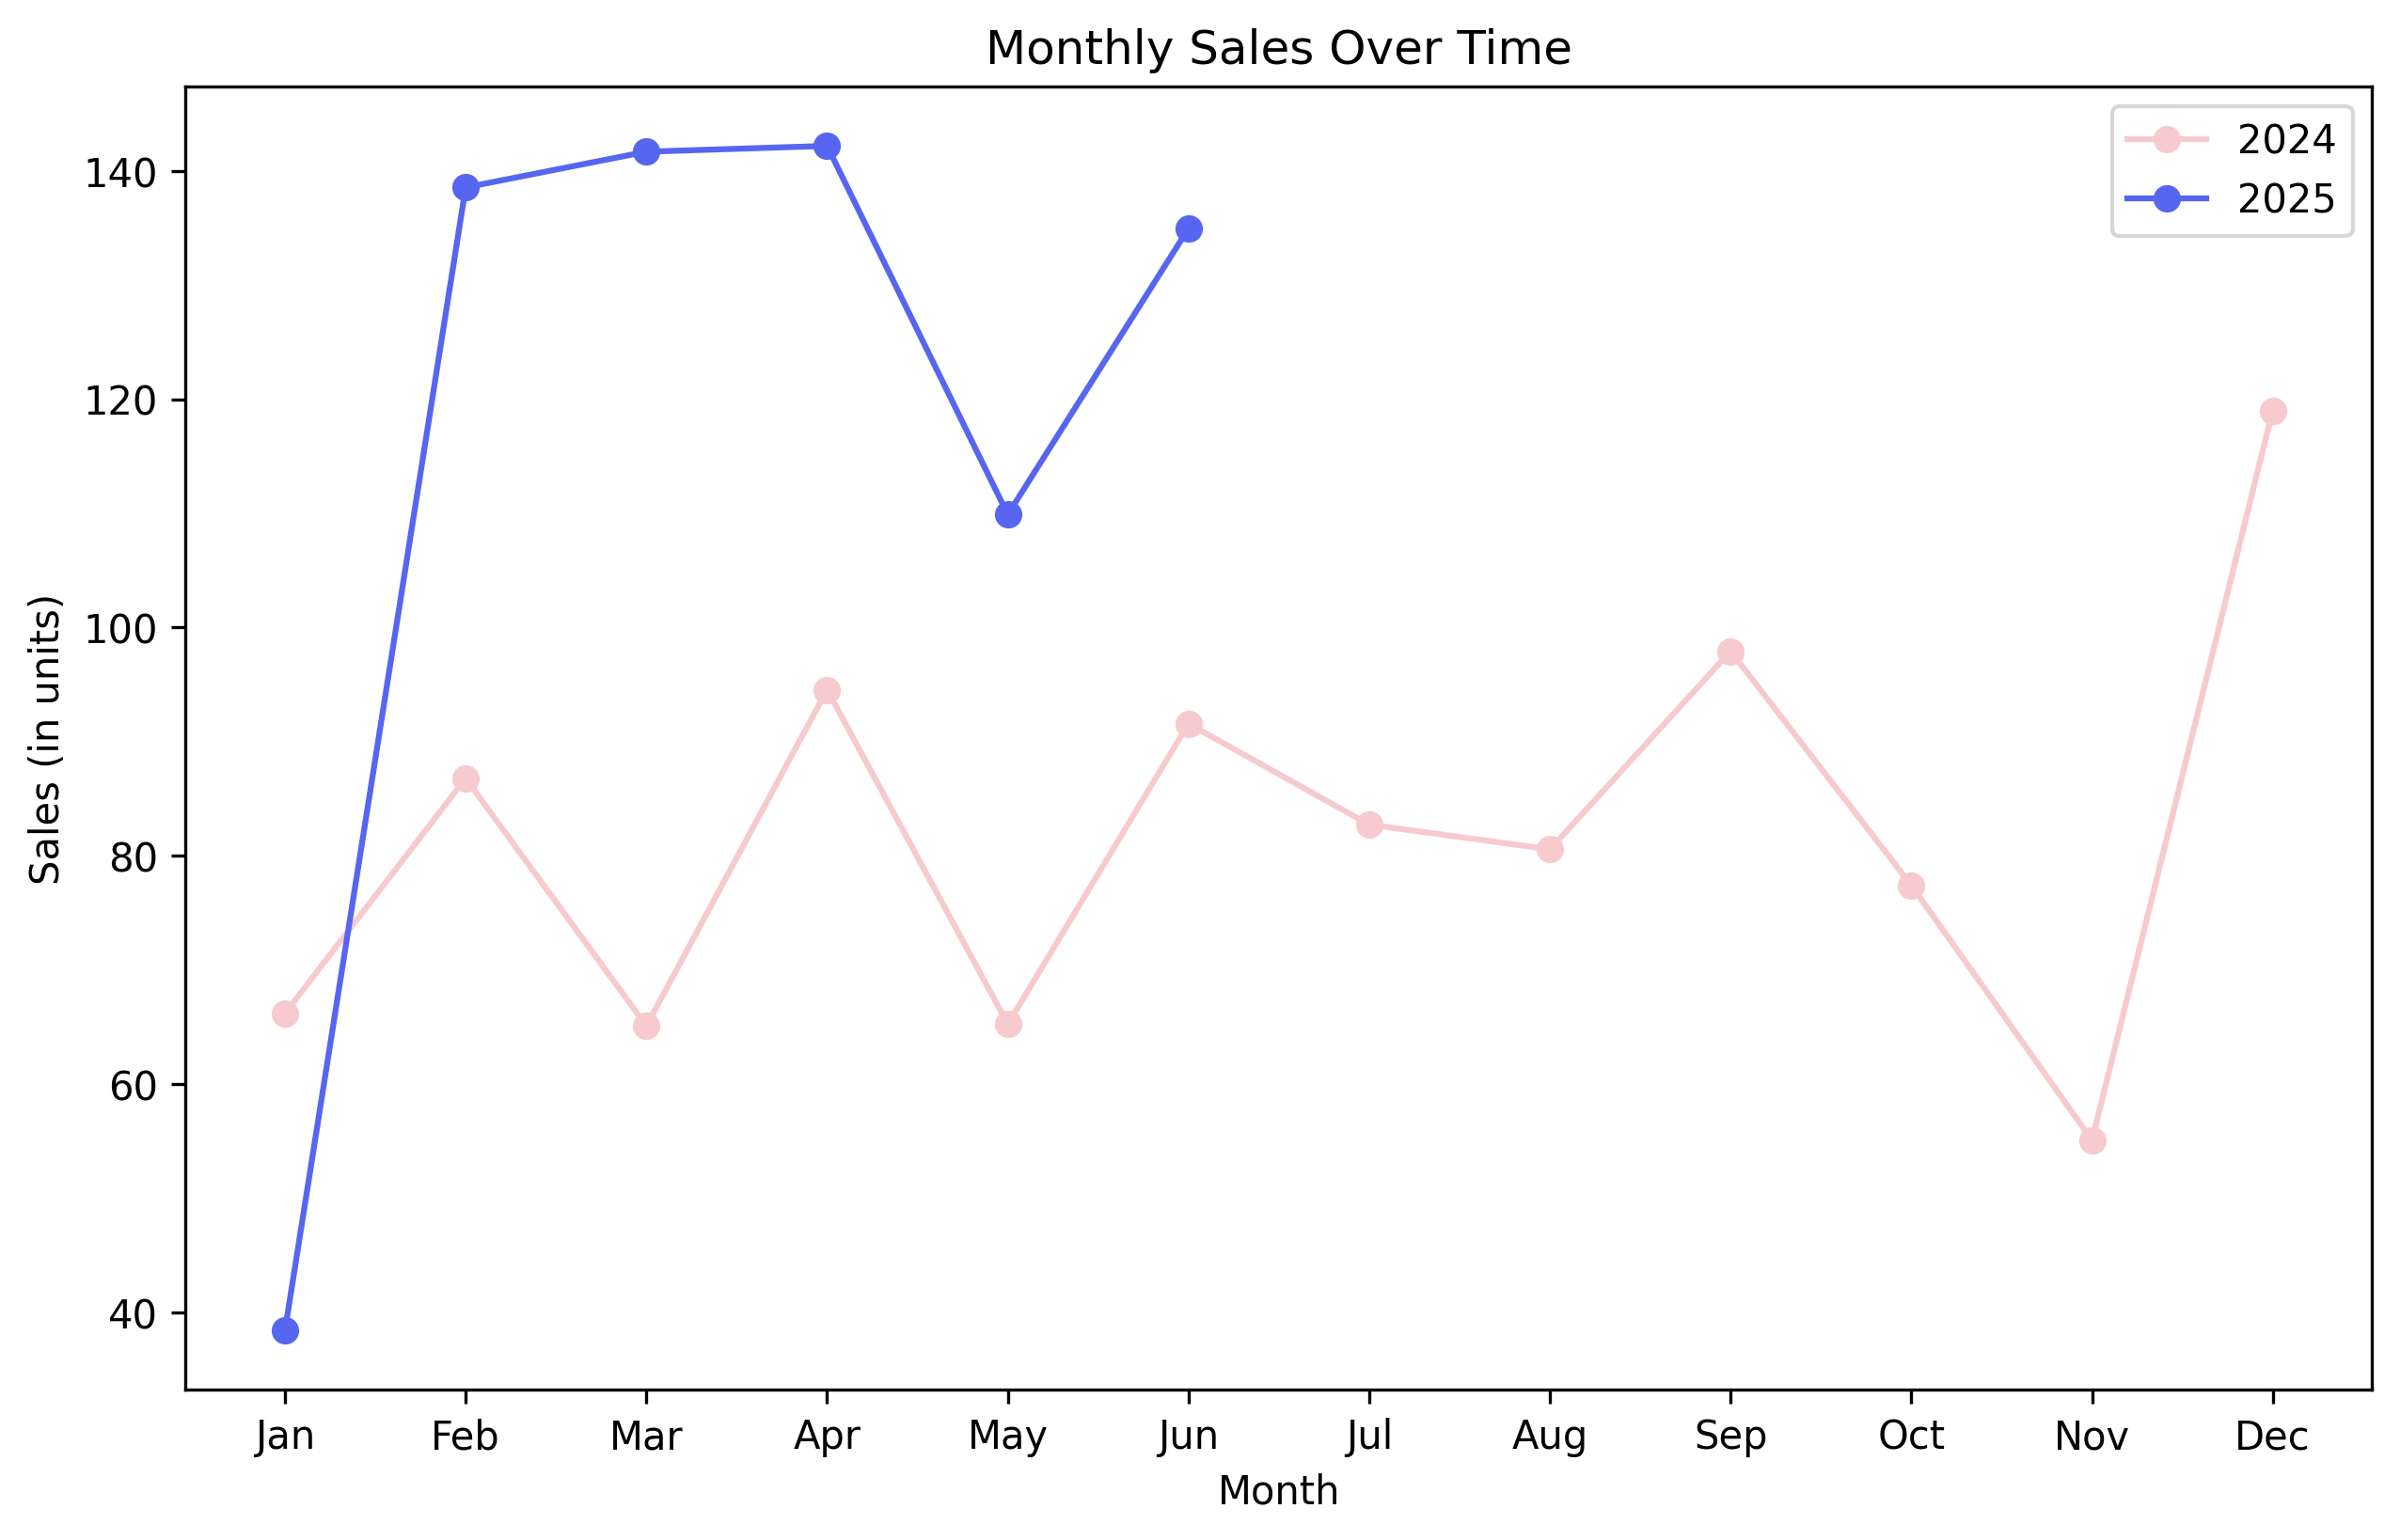 Monthly Sales Over Time
2024
2025
140
120
100
80
60
40
Sales (in units)
Jan Feb Mar Apr May Jun Jul Aug Sep Oct Nov Dec
Month